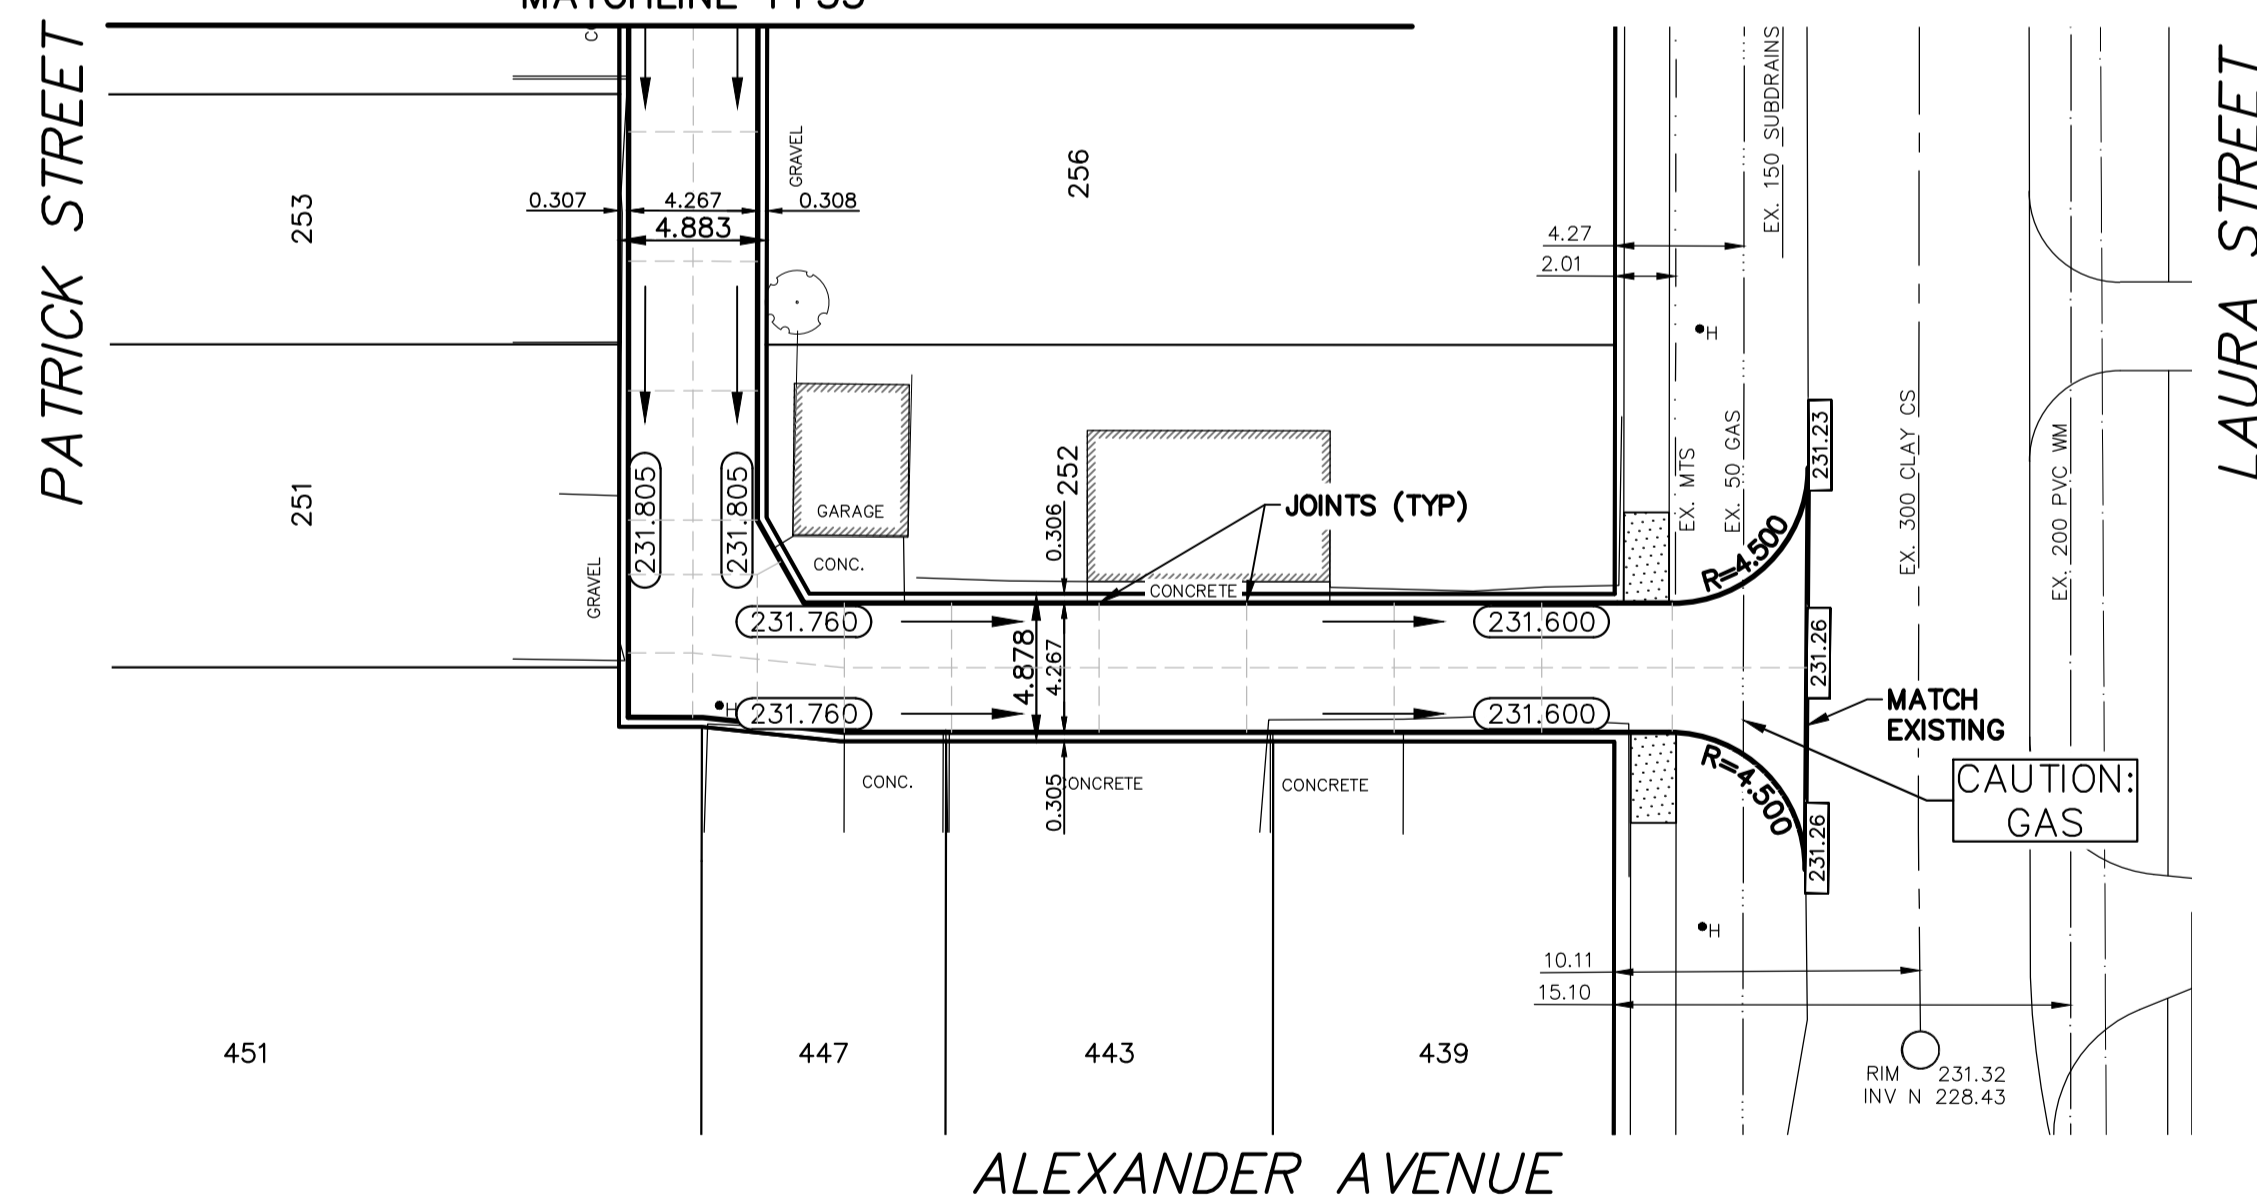 PATRICK STREET
LAURA STREET
253
0.307
4.267
0.308
4.883
GRAVEL
256
4.27
2.01
EX. 150 SUBDRAINS
251
231.805
231.805
GRAVEL
GARAGE
CONC.
252
0.306
JOINTS (TYP)
CONCRETE
EX. MTS
EX. 50 GAS
R=4.500
231.23
EX. 300 CLAY CS
EX. 200 PVC WM
231.760
231.600
4.878
4.267
231.26
H
H
231.760
231.600
MATCH
EXISTING
R=4.500
CAUTION:
GAS
231.26
CONC.
0.305
CONCRETE
H
10.11
15.10
451
447
443
439
RIM 231.32
INV N 228.43
ALEXANDER AVENUE